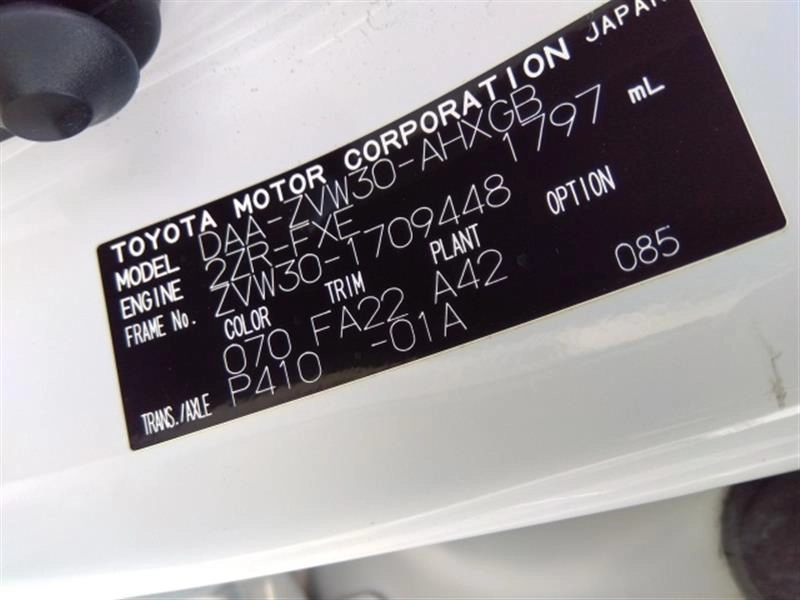 TOYOTA MOTOR CORPORATION JAPAN
MODEL DAA-ZVW30-AHXGB
ENGINE 2ZR-FXE 1797 mL
FRAME No. ZVW30-1709448
COLOR TRIM PLANT OPTION
070 FA22 A42 085
TRANS./AXLE P410 -01A